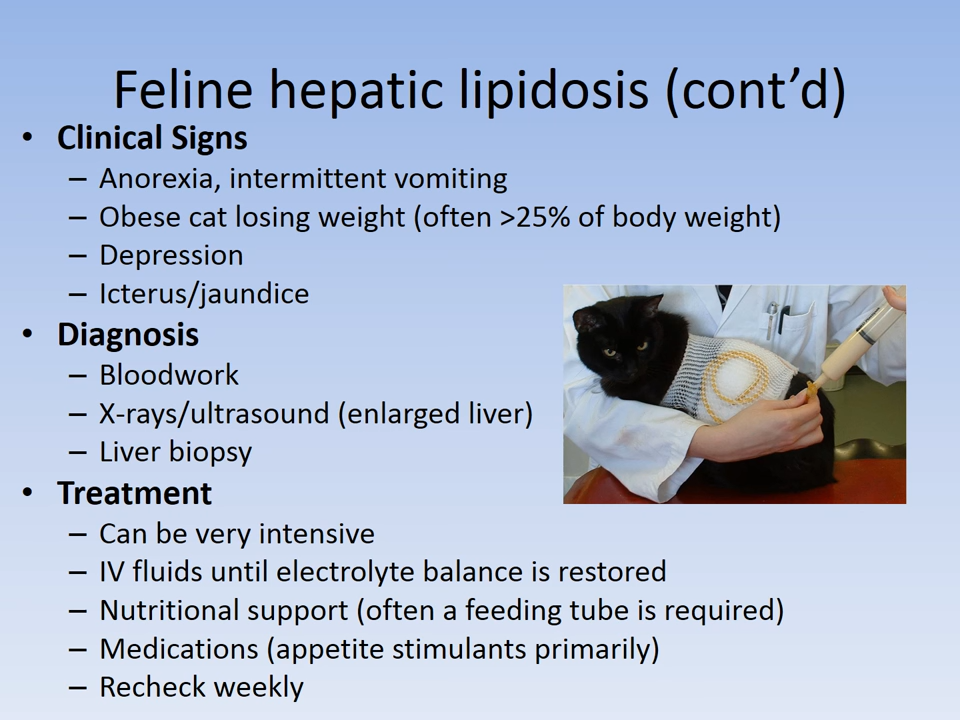 Feline hepatic lipidosis (cont’d)
• Clinical Signs
– Anorexia, intermittent vomiting
– Obese cat losing weight (often >25% of body weight)
– Depression
– Icterus/jaundice
• Diagnosis
– Bloodwork
– X-rays/ultrasound (enlarged liver)
– Liver biopsy
• Treatment
– Can be very intensive
– IV fluids until electrolyte balance is restored
– Nutritional support (often a feeding tube is required)
– Medications (appetite stimulants primarily)
– Recheck weekly